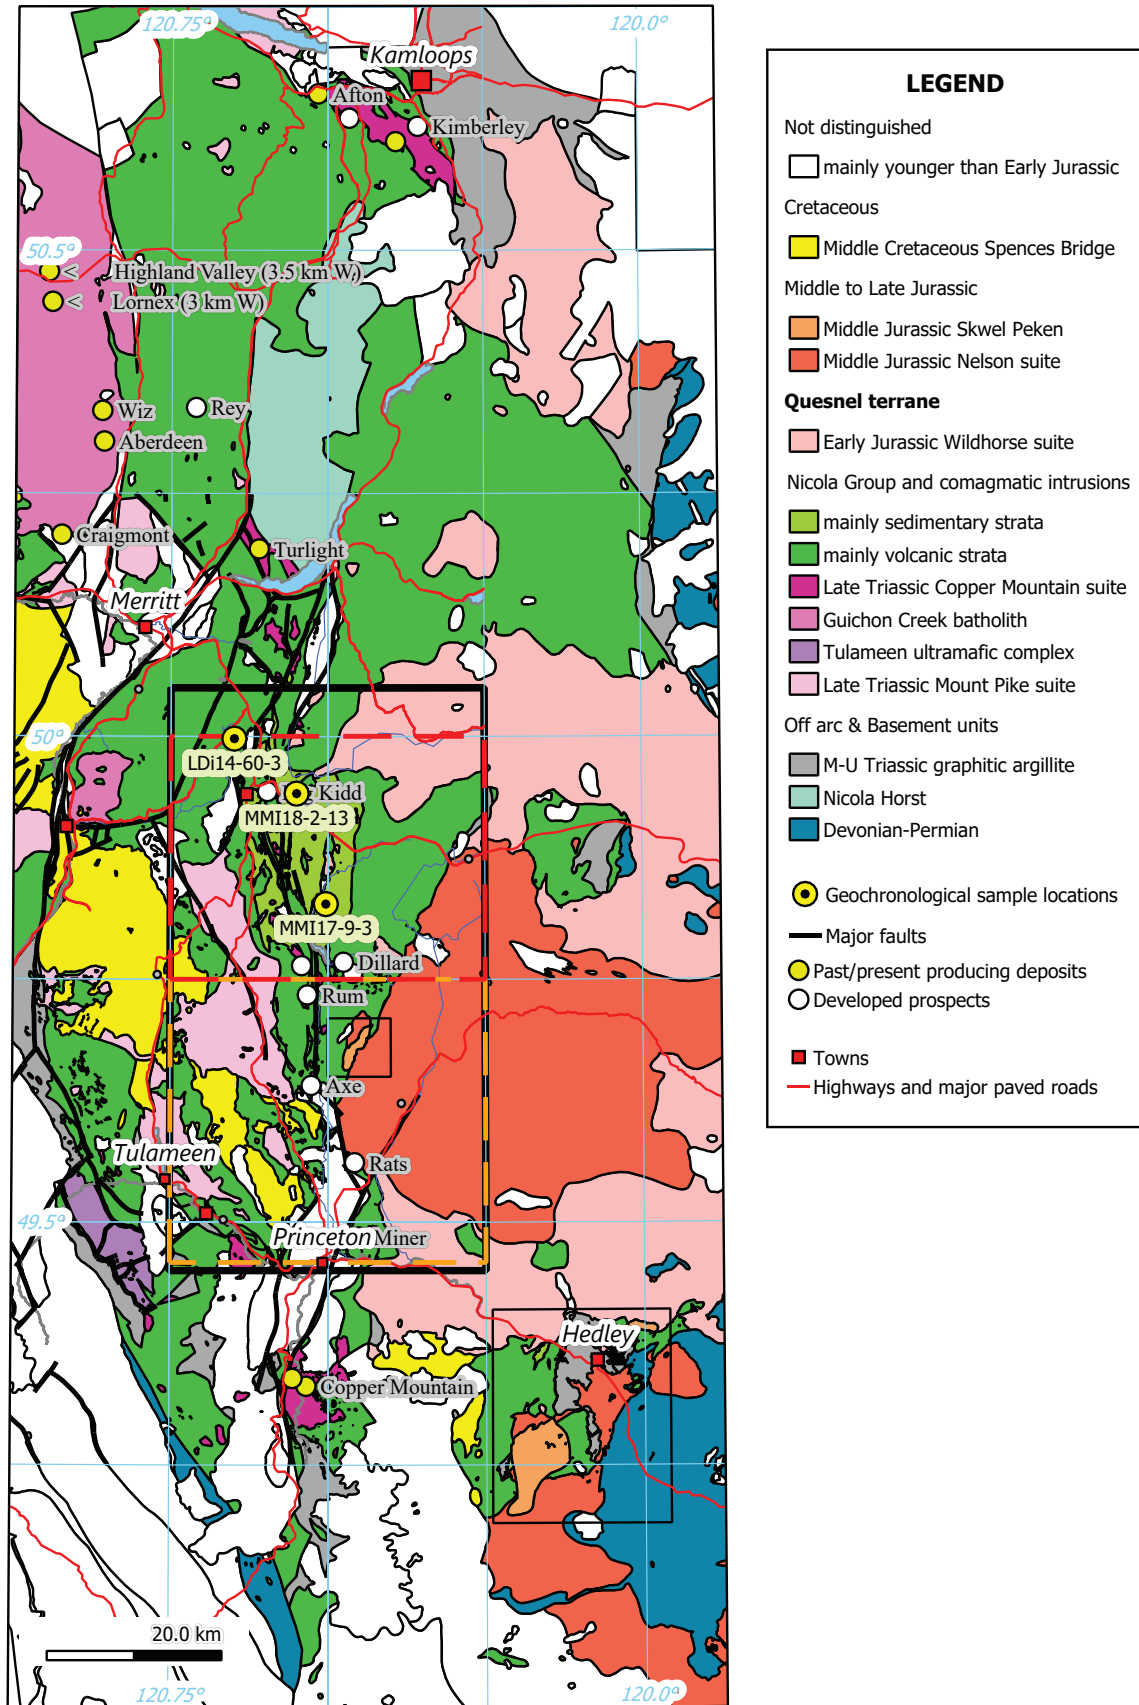 120.75°
120.0°
Kamloops
Afton
Kimberley
50.5°
< Highland Valley (3.5 km W)
< Lornex (3 km W)
Wiz
Rey
Aberdeen
Craigmont
Turlight
Merritt
50°
LDi14-60-3
Kidd
MMI18-2-13
MMI17-9-3
Dillard
Rum
Axe
Tulameen
Rats
49.5°
Princeton
Miner
Hedley
Copper Mountain
20.0 km
120.75°
120.0°
LEGEND
Not distinguished
mainly younger than Early Jurassic
Cretaceous
Middle Cretaceous Spences Bridge
Middle to Late Jurassic
Middle Jurassic Skwel Peken
Middle Jurassic Nelson suite
Quesnel terrane
Early Jurassic Wildhorse suite
Nicola Group and comagmatic intrusions
mainly sedimentary strata
mainly volcanic strata
Late Triassic Copper Mountain suite
Guichon Creek batholith
Tulameen ultramafic complex
Late Triassic Mount Pike suite
Off arc & Basement units
M-U Triassic graphitic argillite
Nicola Horst
Devonian-Permian
Geochronological sample locations
Major faults
Past/present producing deposits
Developed prospects
Towns
Highways and major paved roads